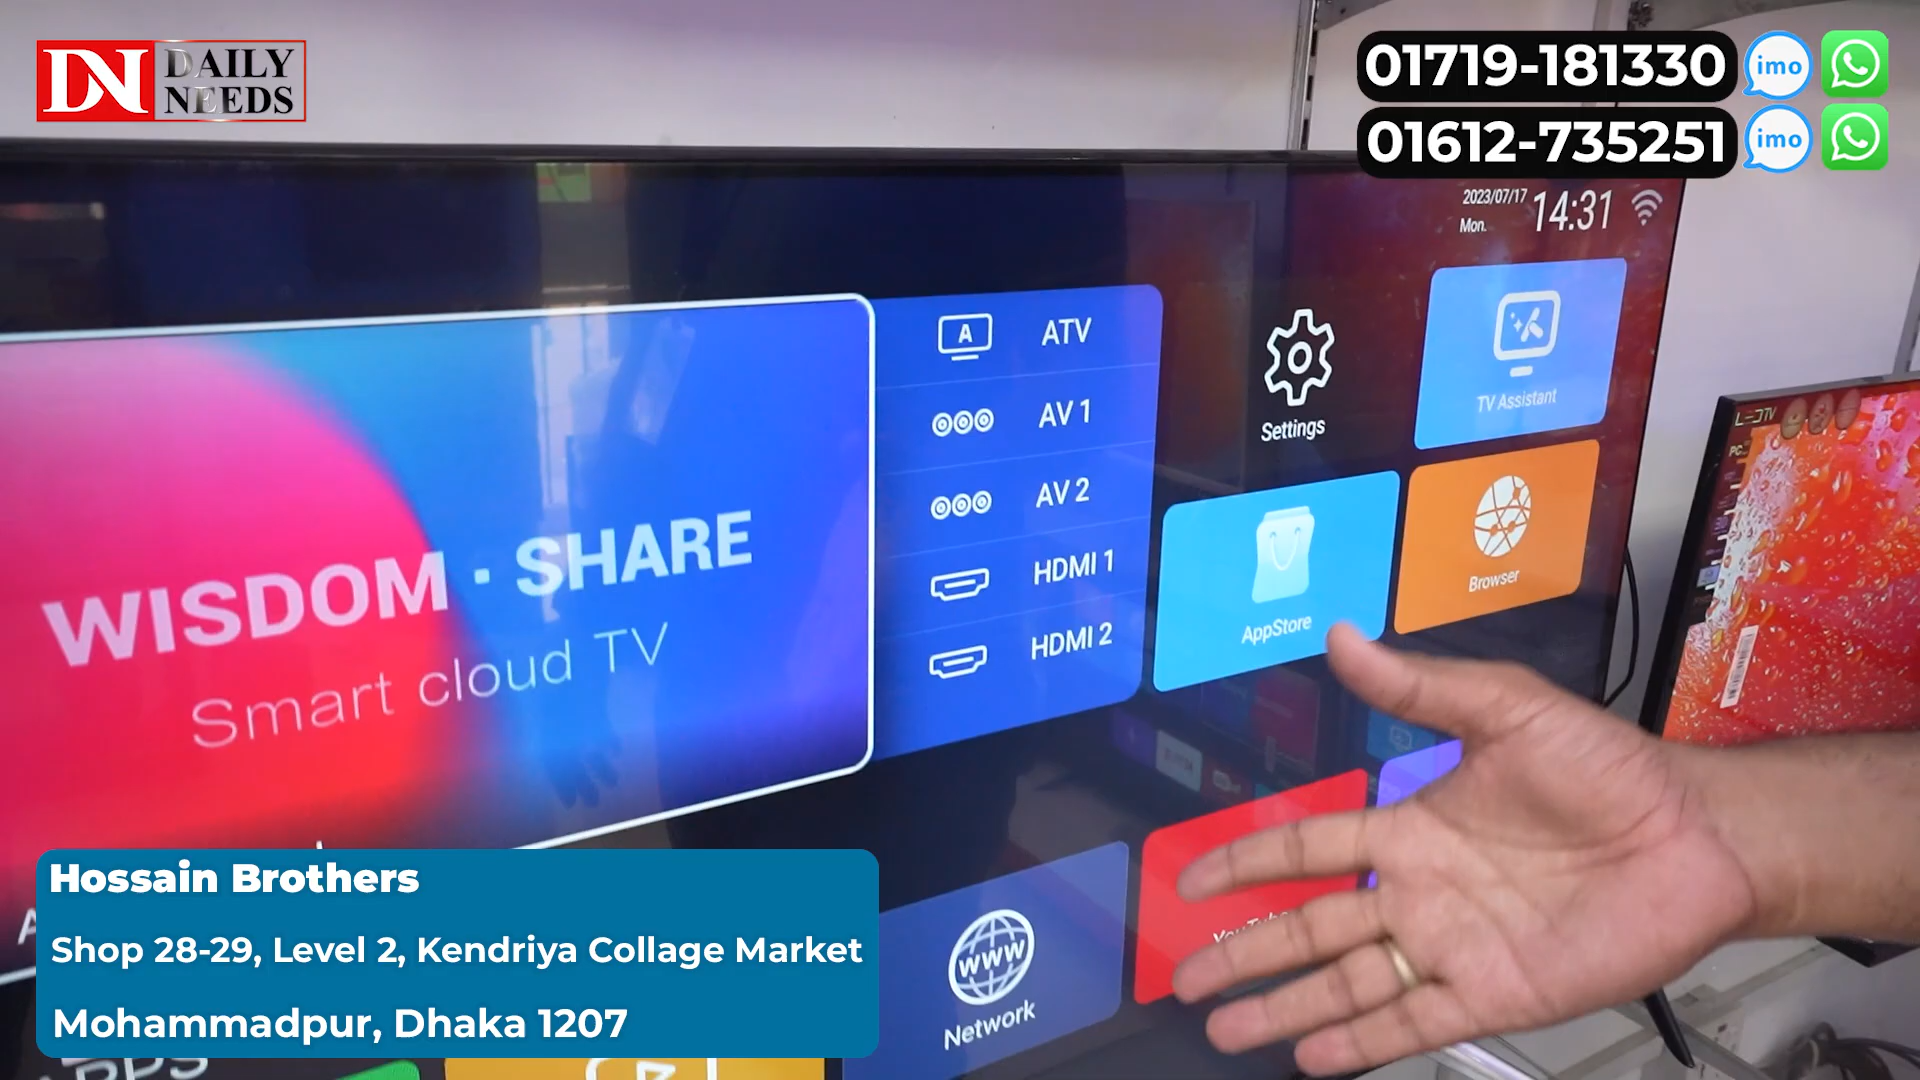 DN DAILY NEEDS
01719-181330 imo
01612-735251 imo
2023/07/17
Mon.
14:31
ATV
AV 1
AV 2
HDMI 1
HDMI 2
Settings
TV Assistant
AppStore
Browser
WISDOM · SHARE
Smart cloud TV
Network
Hossain Brothers
Shop 28-29, Level 2, Kendriya Collage Market
Mohammadpur, Dhaka 1207